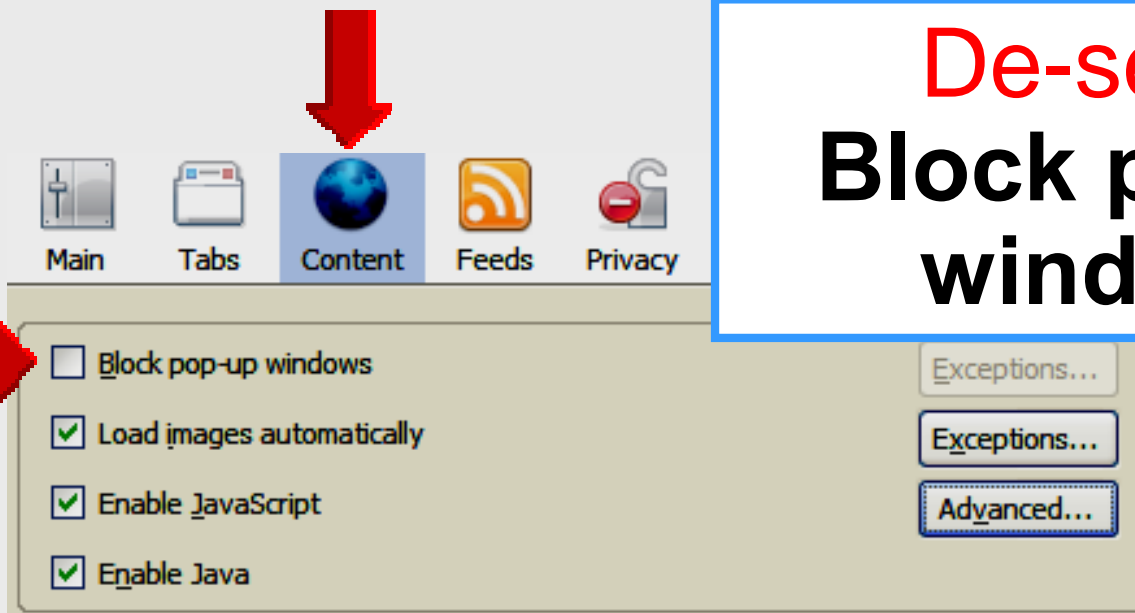 De-se
Block p
wind
Main Tabs Content Feeds Privacy
Block pop-up windows Exceptions...
Load images automatically Exceptions...
Enable JavaScript Advanced...
Enable Java